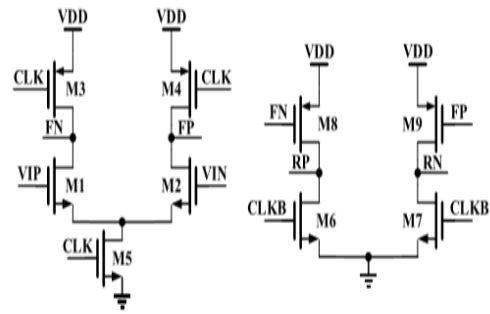 VDD VDD
CLK M3 M4 CLK
FN FP
VIP M1 M2 VIN
CLK M5
VDD VDD
FN M8 M9 FP
RP RN
CLKB M6 M7 CLKB